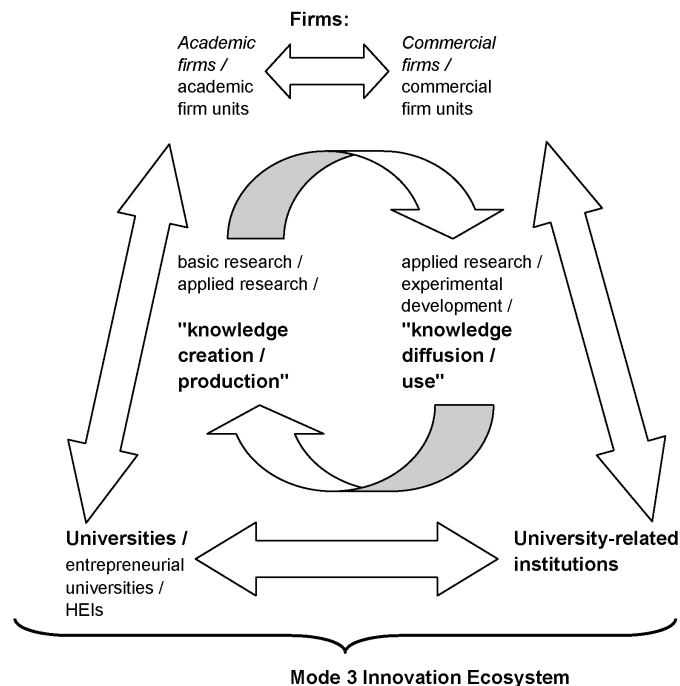 Firms:
Academic
firms /
academic
firm units
Commercial
firms /
commercial
firm units
basic research /
applied research /
"knowledge
creation /
production"
applied research /
experimental
development /
"knowledge
diffusion /
use"
Universities /
entrepreneurial
universities /
HEIs
University-related
institutions
Mode 3 Innovation Ecosystem